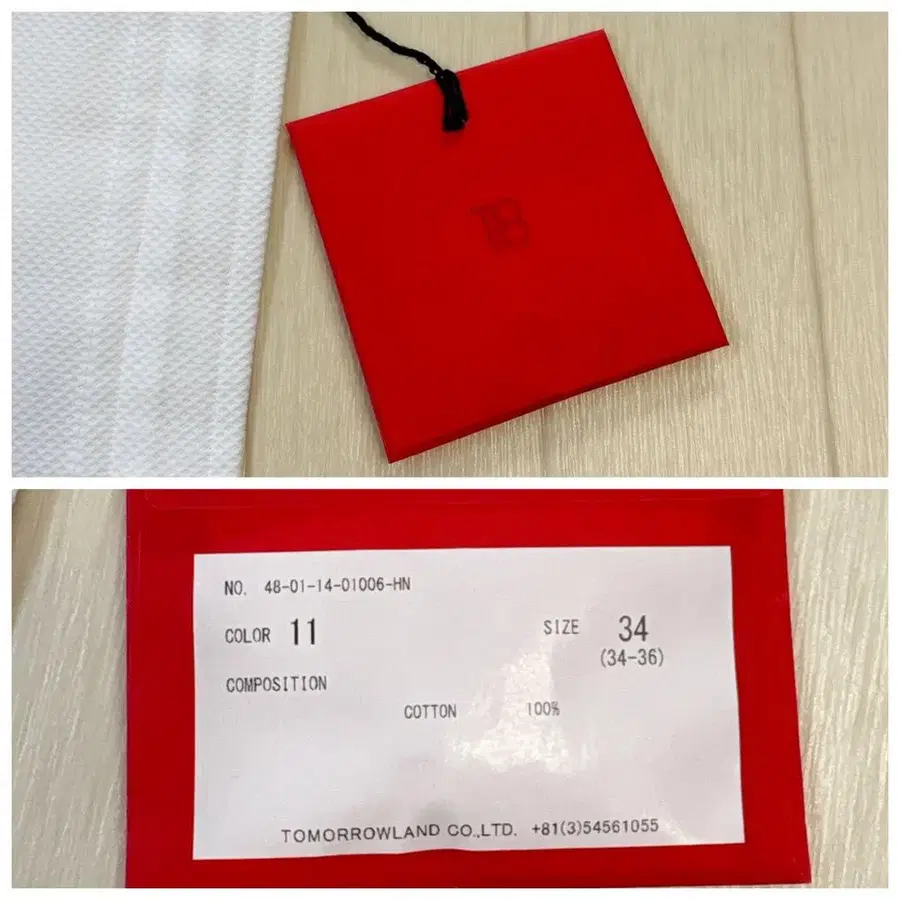 TB
NO. 48-01-14-01006-HN
COLOR 11
SIZE 34
(34-36)
COMPOSITION
COTTON 100%
TOMORROWLAND CO.,LTD. +81(3)54561055